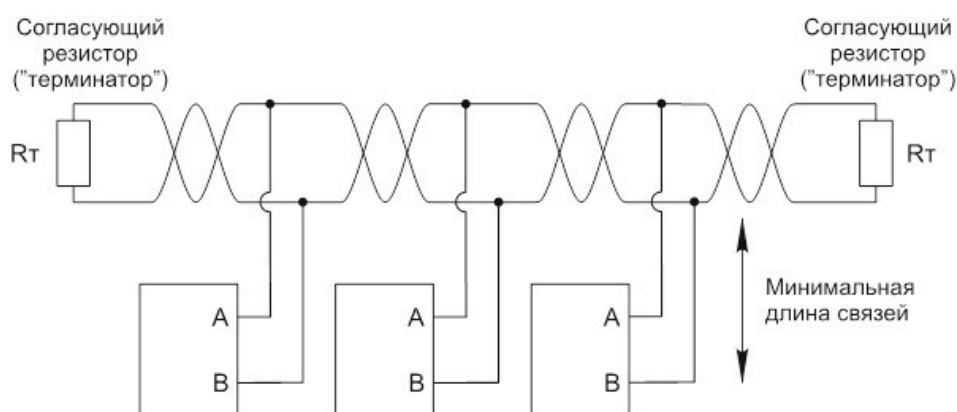 Согласующий
резистор
("терминатор")
Согласующий
резистор
("терминатор")
Rт
Rт
A
B
A
B
A
B
Минимальная
длина связей